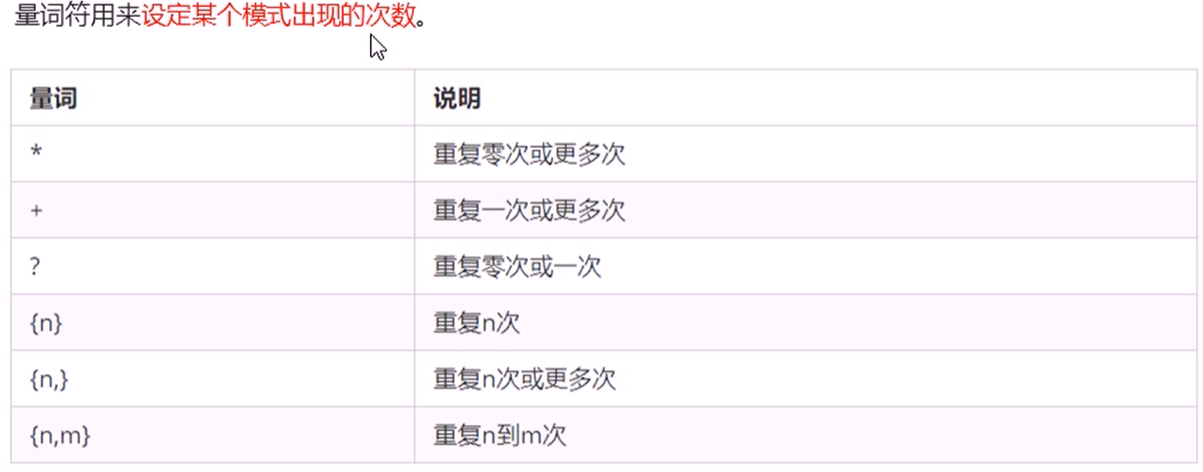 量词符用来设定某个模式出现的次数。
量词 说明
* 重复零次或更多次
+ 重复一次或更多次
? 重复零次或一次
{n} 重复n次
{n,} 重复n次或更多次
{n,m} 重复n到m次